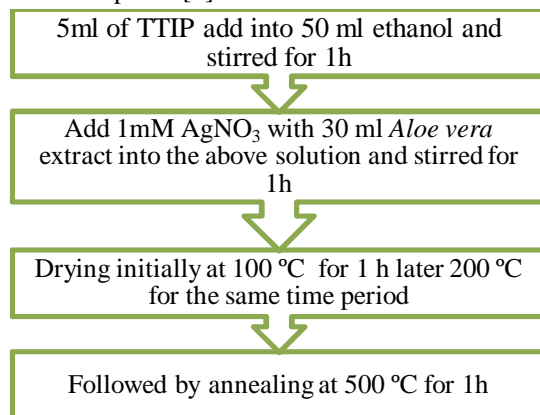 5ml of TTIP add into 50 ml ethanol and
stirred for 1h
Add 1mM AgNO₃ with 30 ml Aloe vera
extract into the above solution and stirred for
1h
Drying initially at 100 ºC for 1 h later 200 ºC
for the same time period
Followed by annealing at 500 ºC for 1h